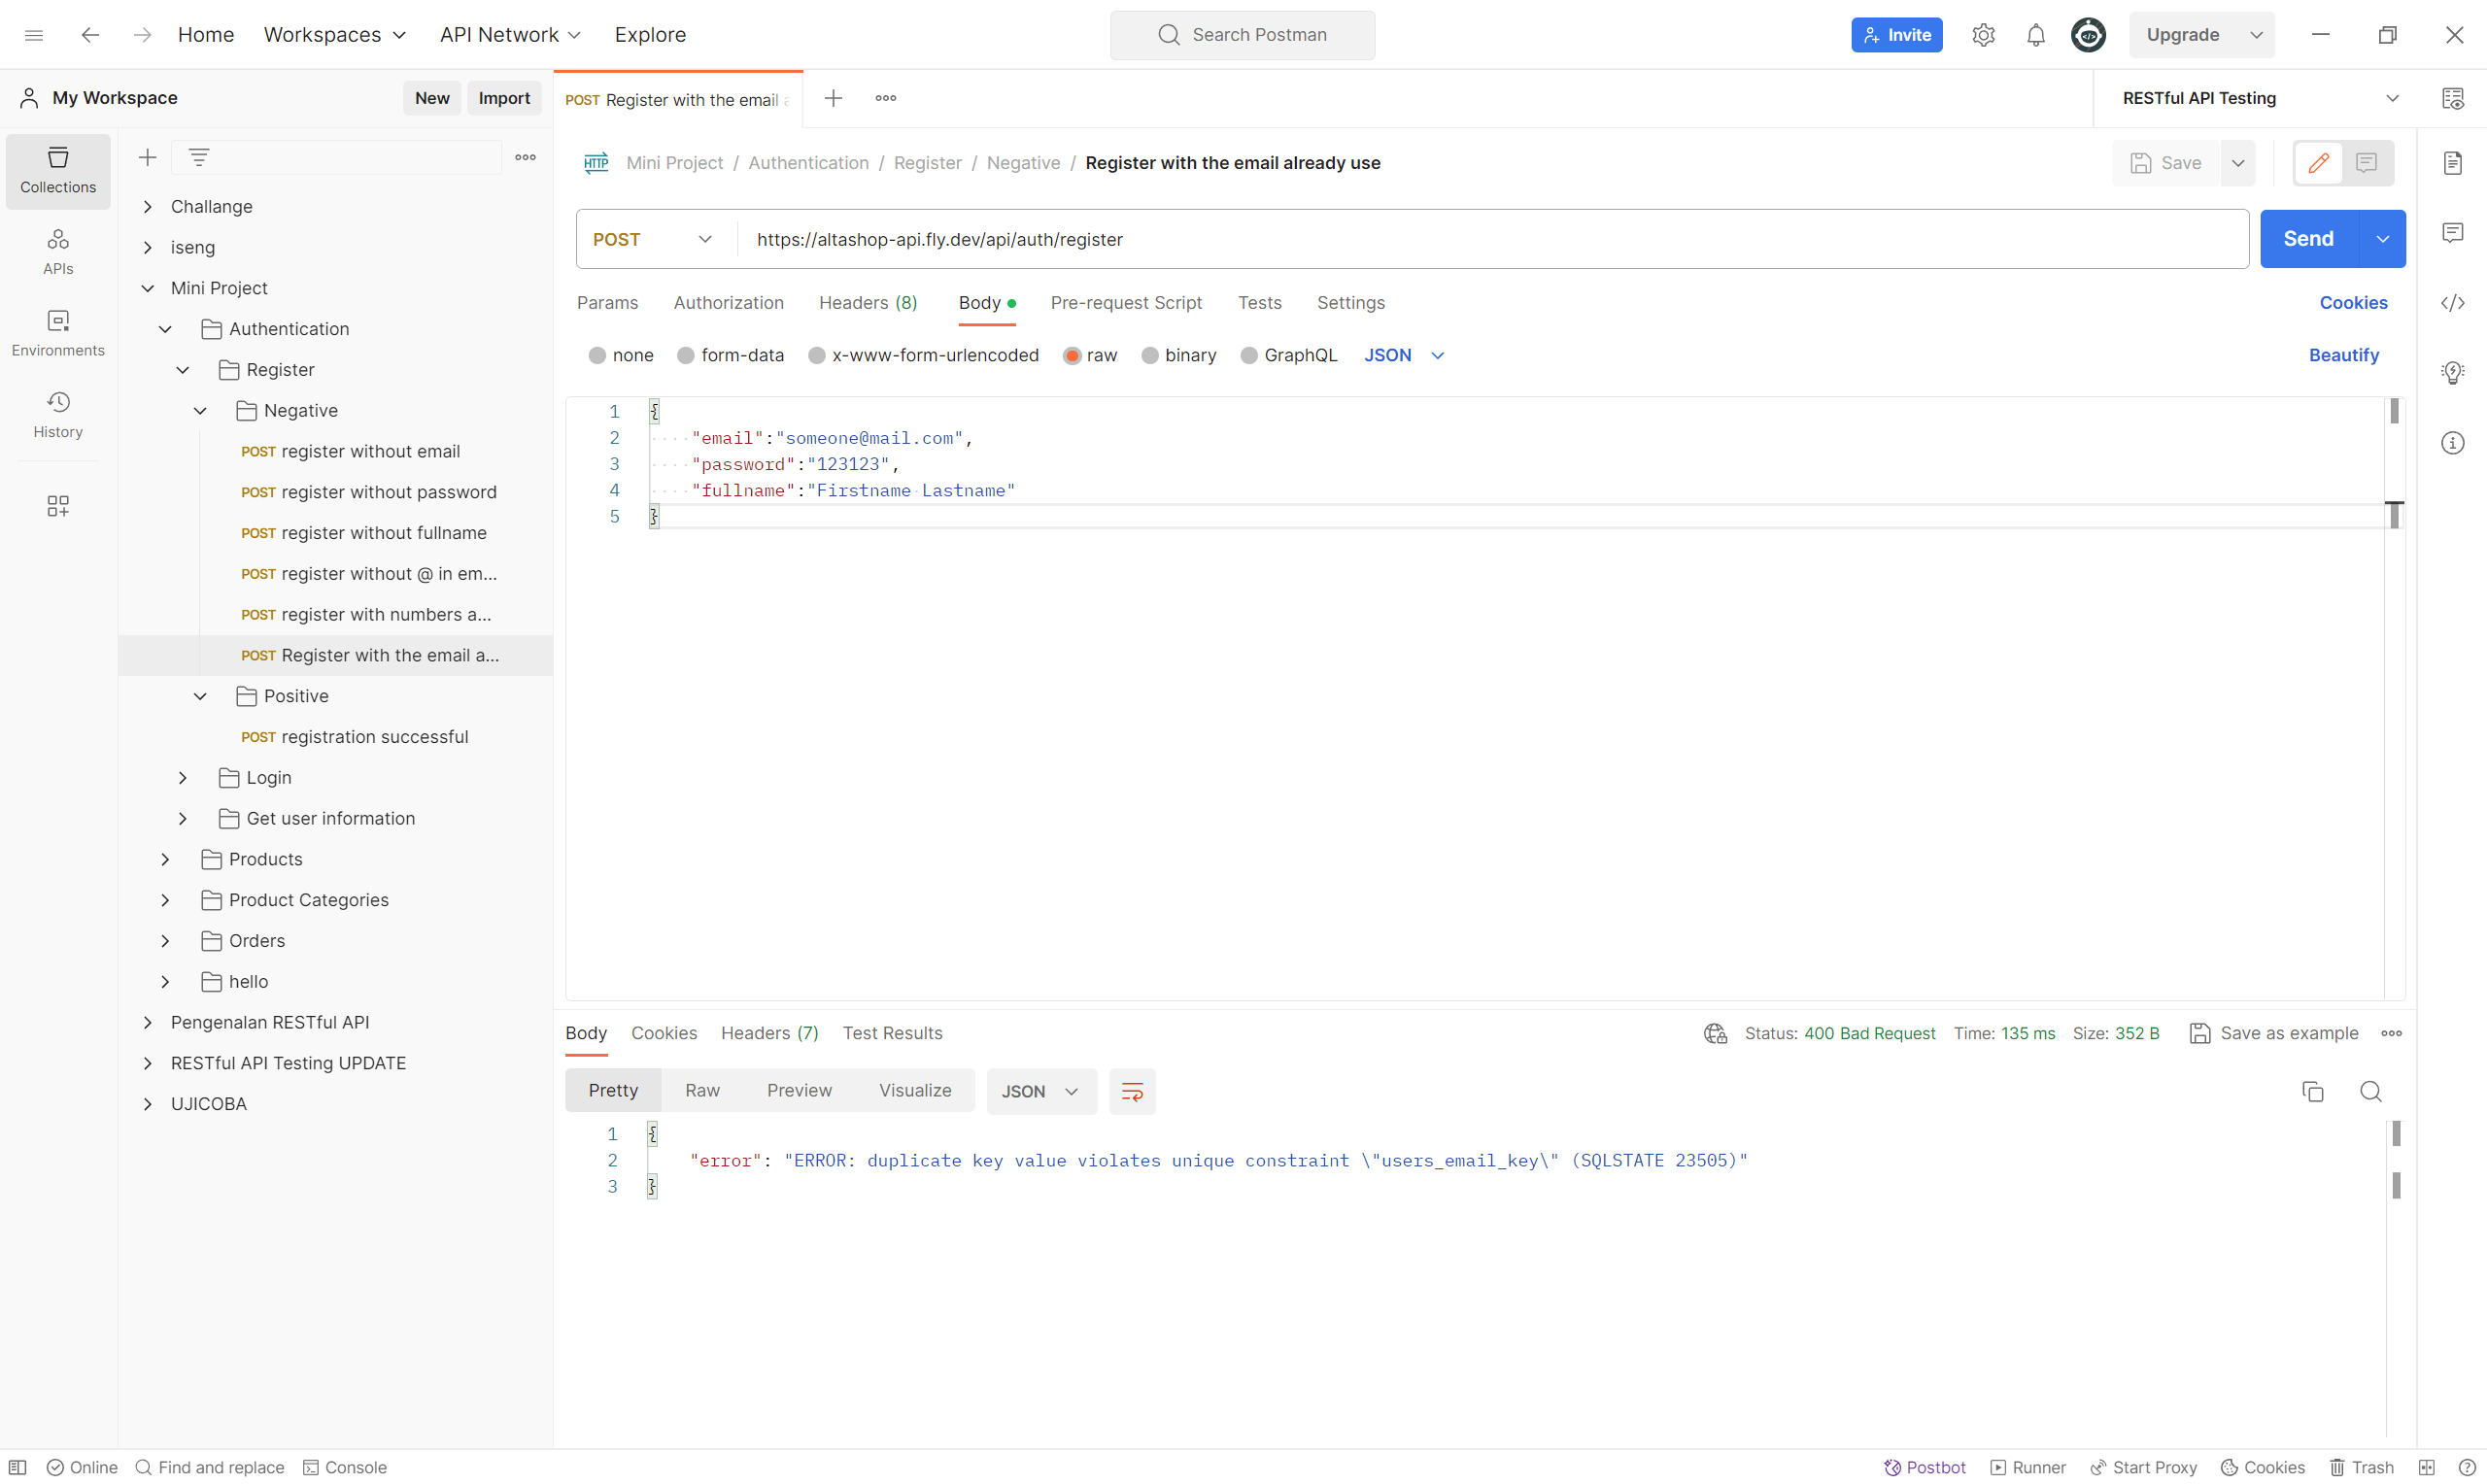 Home Workspaces API Network Explore Search Postman Invite Upgrade
My Workspace New Import POST Register with the email RESTful API Testing
Collections
APIs
Environments
History
Challange
iseng
Mini Project
Authentication
Register
Negative
POST register without email
POST register without password
POST register without fullname
POST register without @ in em...
POST register with numbers a...
POST Register with the email a...
Positive
POST registration successful
Login
Get user information
Products
Product Categories
Orders
hello
Pengenalan RESTful API
RESTful API Testing UPDATE
UJICOBA
HTTP Mini Project / Authentication / Register / Negative / Register with the email already use Save
POST https://altashop-api.fly.dev/api/auth/register Send
Params Authorization Headers (8) Body Pre-request Script Tests Settings Cookies
none form-data x-www-form-urlencoded raw binary GraphQL JSON Beautify
1 {
2 "email":"someone@mail.com",
3 "password":"123123",
4 "fullname":"Firstname Lastname"
5 }
Body Cookies Headers (7) Test Results Status: 400 Bad Request Time: 135 ms Size: 352 B Save as example
Pretty Raw Preview Visualize JSON
1 {
2 "error": "ERROR: duplicate key value violates unique constraint \"users_email_key\" (SQLSTATE 23505)"
3 }
Online Find and replace Console Postbot Runner Start Proxy Cookies Trash